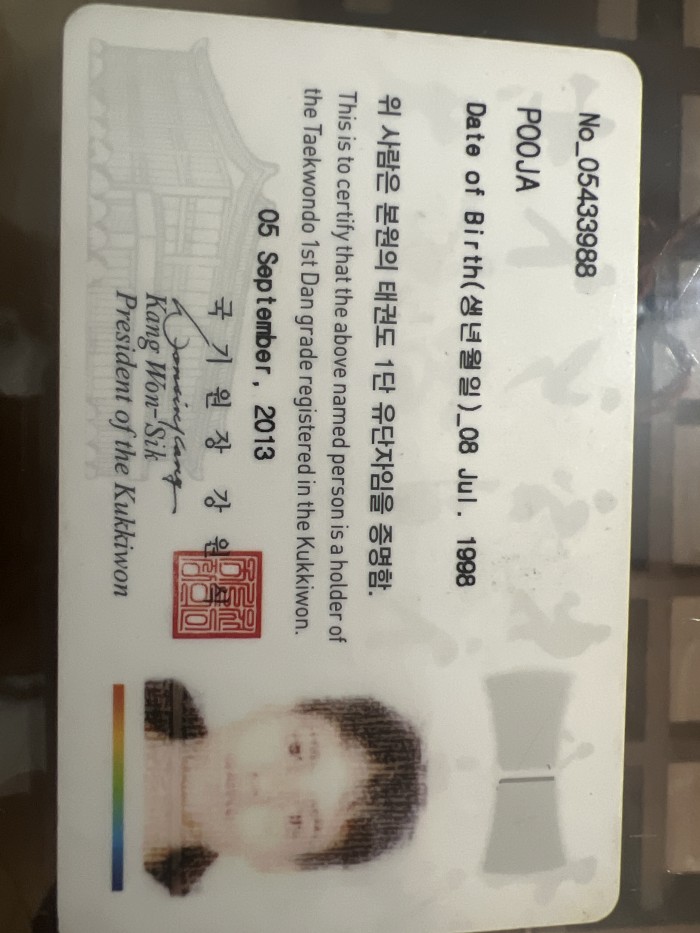 No_05433988
POOJA
Date of Birth(생년월일)_08 Jul. 1998
위 사람은 본원의 태권도 1단 유단자임을 증명함.
This is to certify that the above named person is a holder of
the Taekwondo 1st Dan grade registered in the Kukkiwon.
05 September, 2013
국 기 원 장 강 원 식
Kang Won-Sik
President of the Kukkiwon